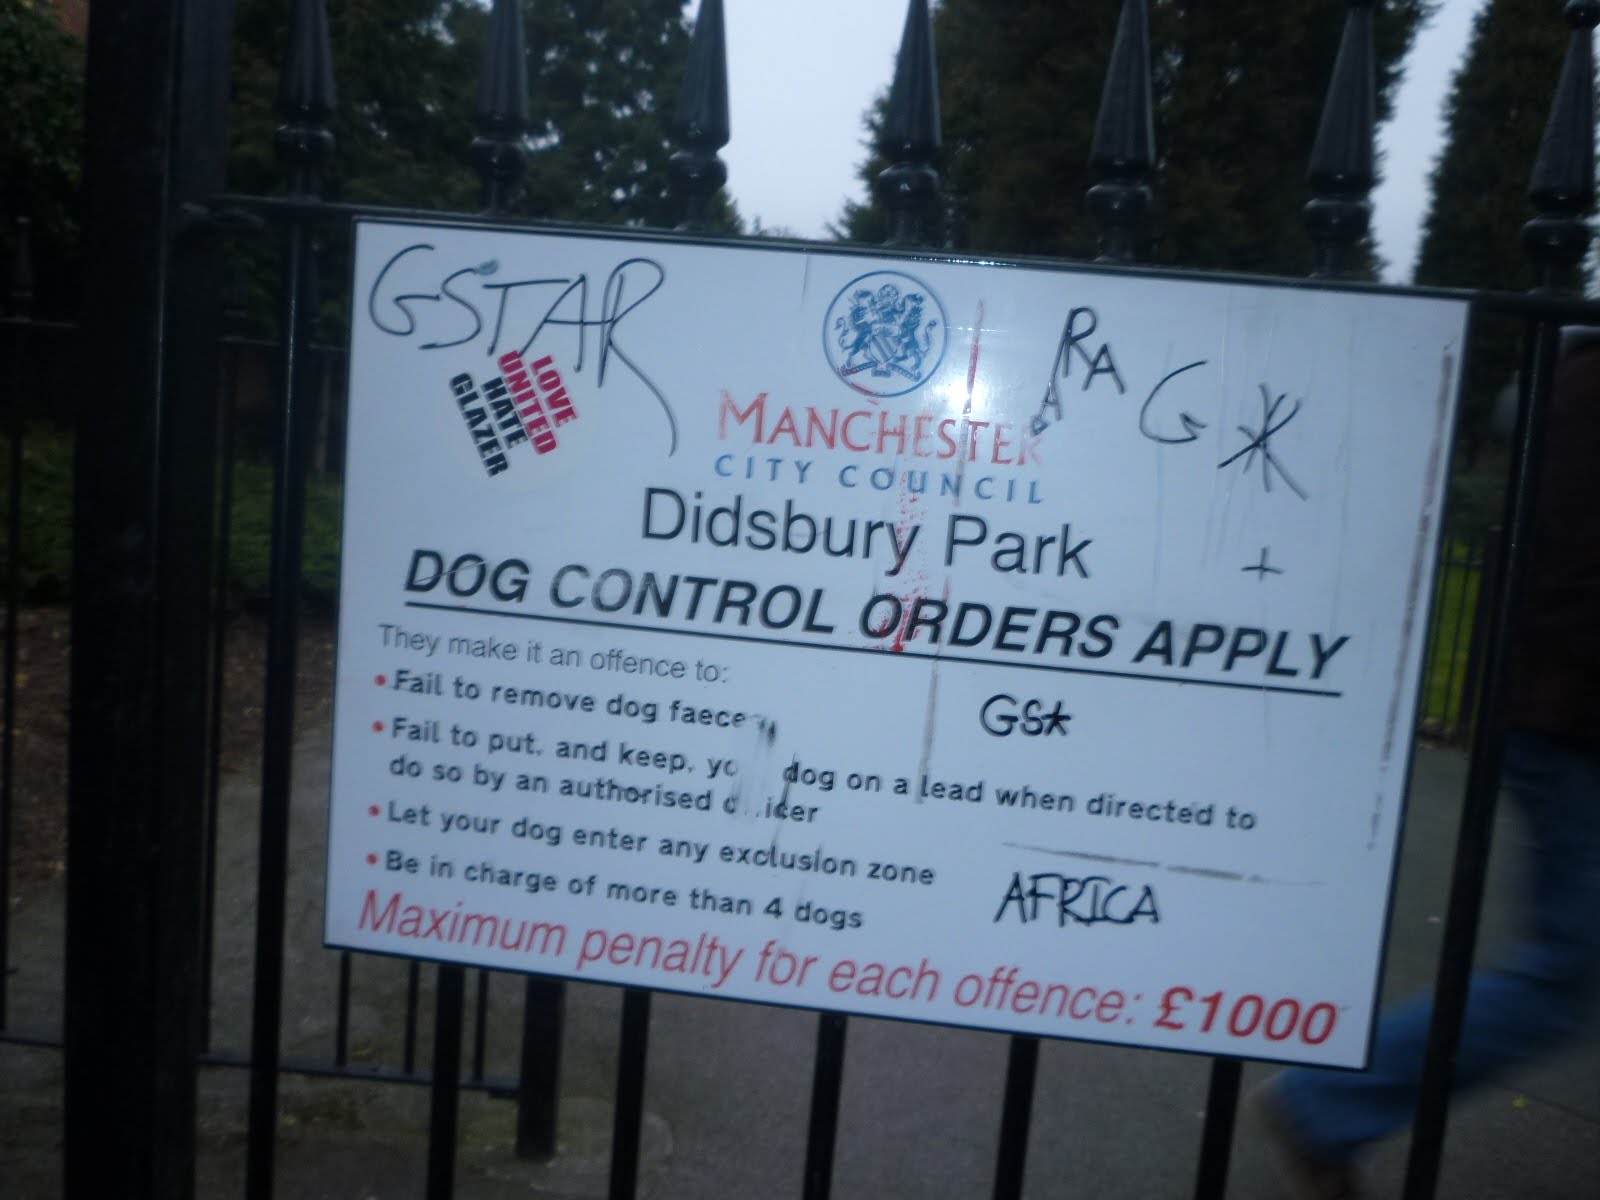 GSTAR
LOVE
UNITED
HATE
GLAZER
MANCHESTER
CITY COUNCIL
Didsbury Park
DOG CONTROL ORDERS APPLY
They make it an offence to:
• Fail to remove dog faece
• Fail to put, and keep, yo dog on a lead when directed to
do so by an authorised icer
• Let your dog enter any exclusion zone
• Be in charge of more than 4 dogs
Maximum penalty for each offence: £1000
GS★
AFRICA